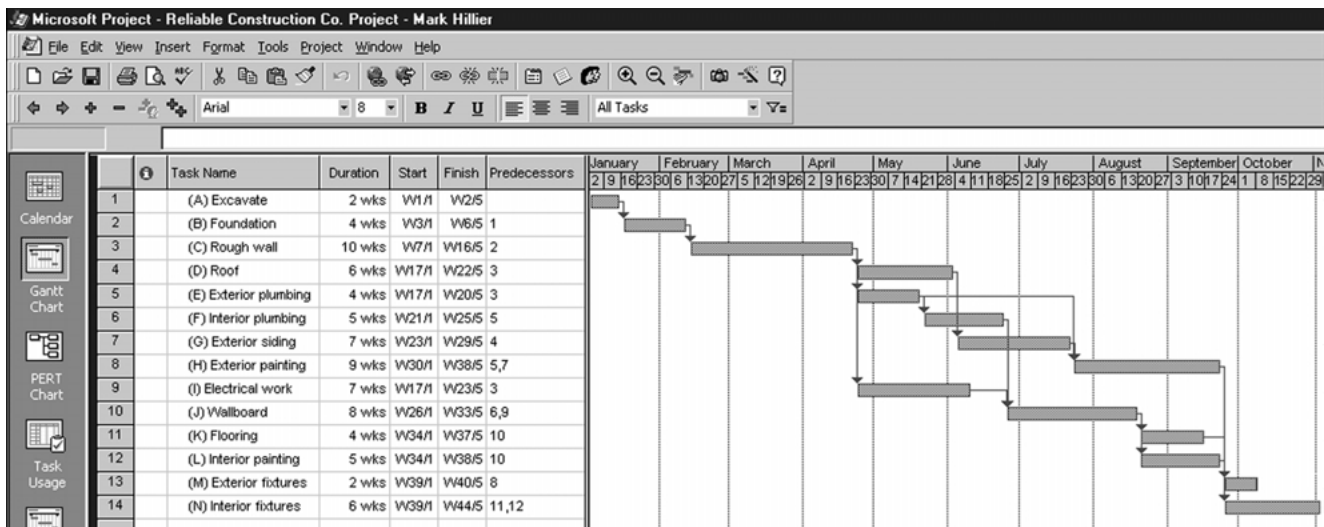 Microsoft Project - Reliable Construction Co. Project - Mark Hillier
File Edit View Insert Format Tools Project Window Help
Arial 8 B I U All Tasks
Task Name Duration Start Finish Predecessors January February March April May June July August September October N
2 9 16 23 30 6 13 20 27 5 12 19 26 2 9 16 23 30 7 14 21 28 4 11 18 25 2 9 16 23 30 6 13 20 27 3 10 17 24 1 8 15 22 29
1 (A) Excavate 2 wks W1/1 W2/5
2 (B) Foundation 4 wks W3/1 W6/5 1
3 (C) Rough wall 10 wks W7/1 W16/5 2
4 (D) Roof 6 wks W17/1 W22/5 3
5 (E) Exterior plumbing 4 wks W17/1 W20/5 3
6 (F) Interior plumbing 5 wks W21/1 W25/5 5
7 (G) Exterior siding 7 wks W23/1 W29/5 4
8 (H) Exterior painting 9 wks W30/1 W38/5 5,7
9 (I) Electrical work 7 wks W17/1 W23/5 3
10 (J) Wallboard 8 wks W26/1 W33/5 6,9
11 (K) Flooring 4 wks W34/1 W37/5 10
12 (L) Interior painting 5 wks W34/1 W38/5 10
13 (M) Exterior fixtures 2 wks W39/1 W40/5 8
14 (N) Interior fixtures 6 wks W39/1 W44/5 11,12
Calendar
Gantt
Chart
PERT
Chart
Task
Usage